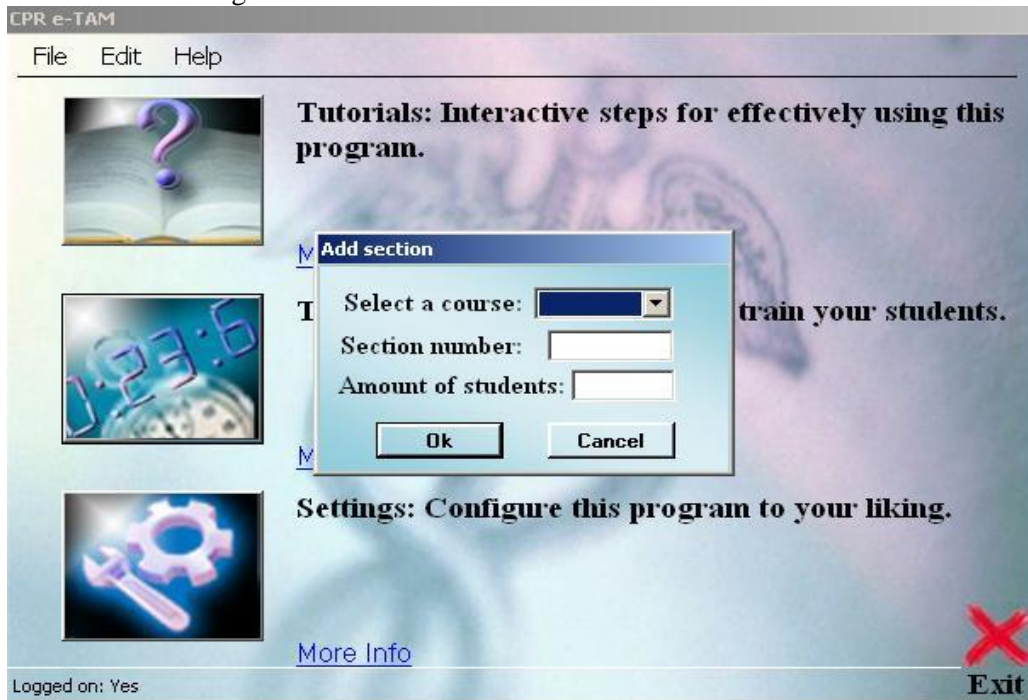 CPR e-TAM
File Edit Help
Tutorials: Interactive steps for effectively using this
program.
Add section
Select a course:
train your students.
Section number:
Amount of students:
Ok Cancel
Settings: Configure this program to your liking.
More Info
Logged on: Yes
Exit